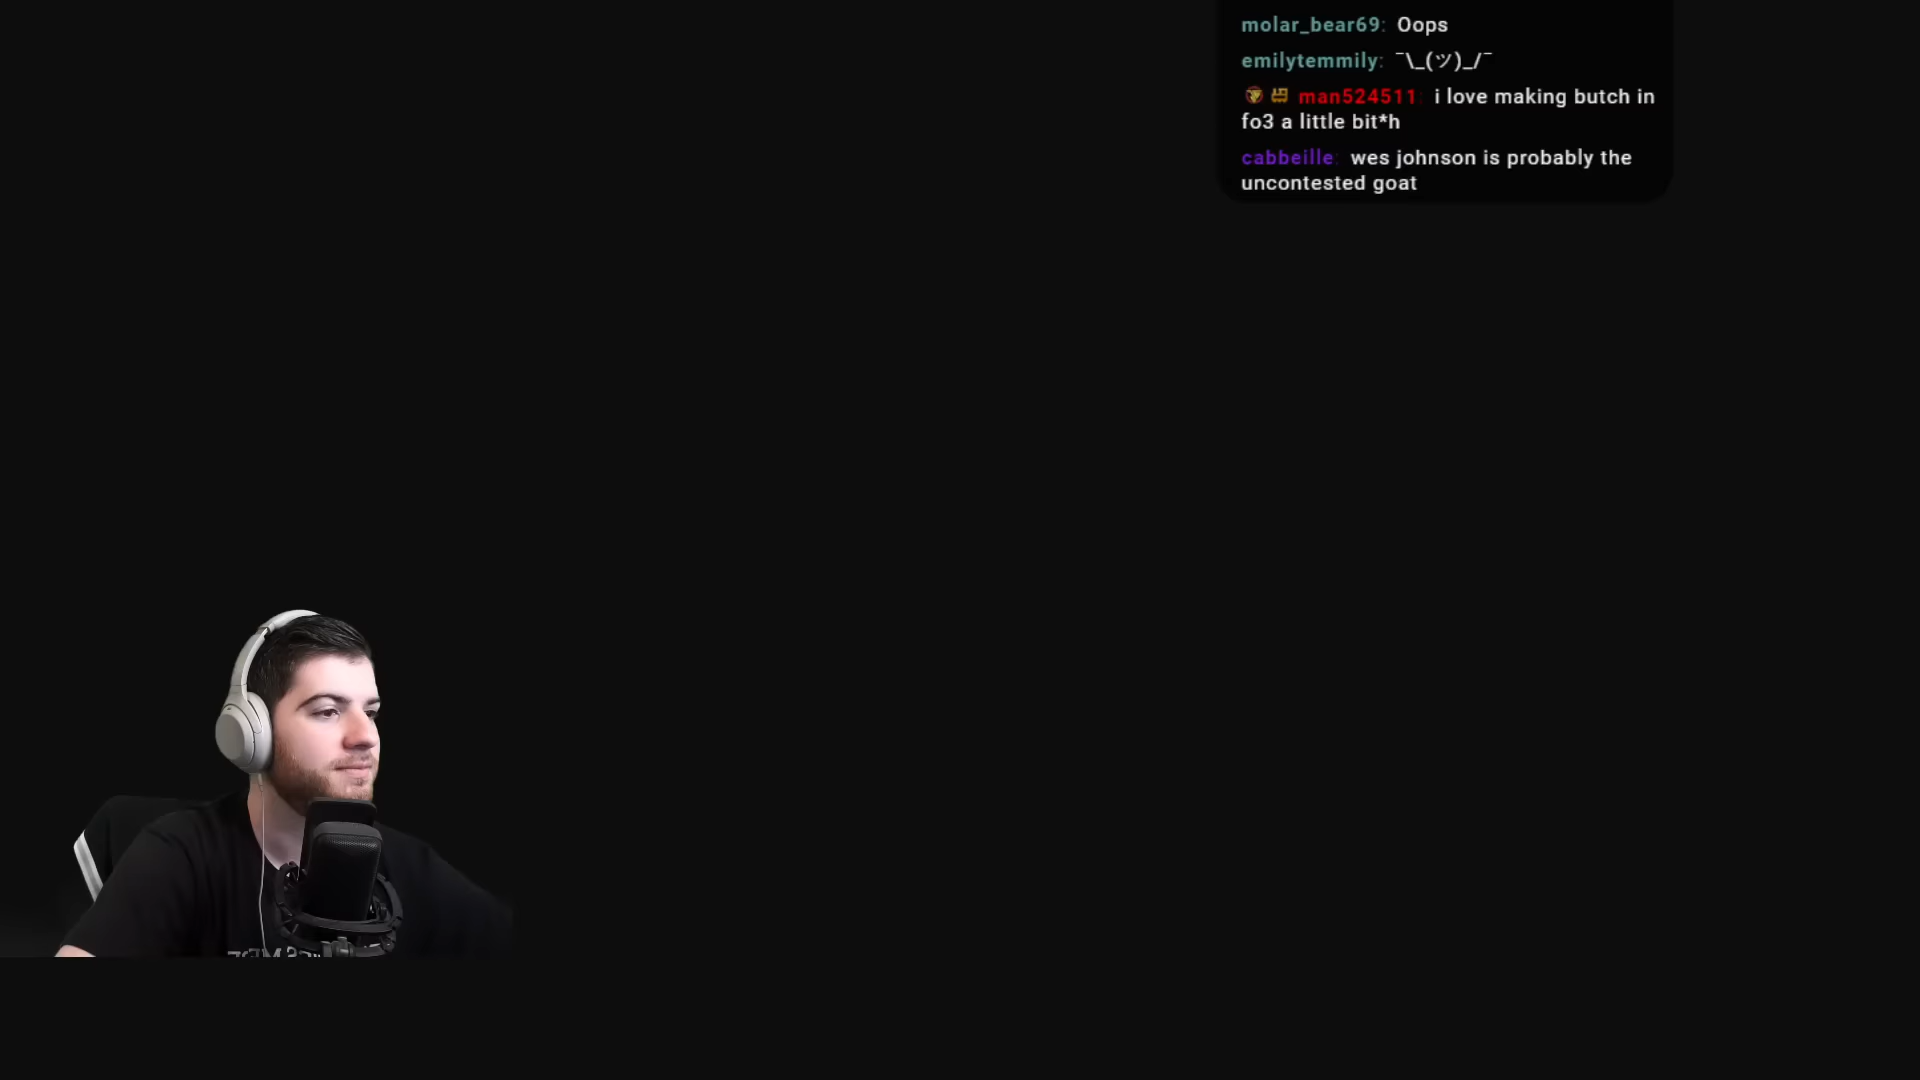 molar_bear69: Oops
emilytemmily: ¯\_(ツ)_/¯
man524511: i love making butch in
fo3 a little bit*h
cabbeille: wes johnson is probably the
uncontested goat